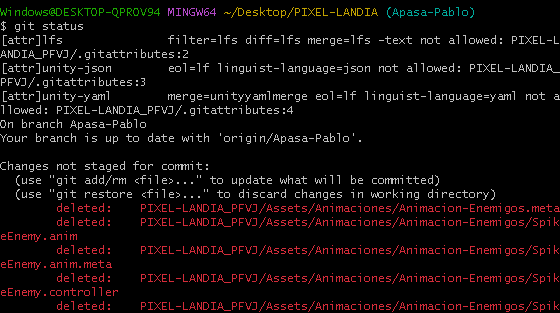 Windows@DESKTOP-QPROV94 MINGW64 ~/Desktop/PIXEL-LANDIA (Apasa-Pablo)
$ git status
[attr]lfs filter=lfs diff=lfs merge=lfs -text not allowed: PIXEL-L
ANDIA_PFVJ/.gitattributes:2
[attr]unity-json eol=lf linguist-language=json not allowed: PIXEL-LANDIA_
PFVJ/.gitattributes:3
[attr]unity-yaml merge=unityyamlmerge eol=lf linguist-language=yaml not a
llowed: PIXEL-LANDIA_PFVJ/.gitattributes:4
On branch Apasa-Pablo
Your branch is up to date with 'origin/Apasa-Pablo'.
Changes not staged for commit:
(use "git add/rm <file>..." to update what will be committed)
(use "git restore <file>..." to discard changes in working directory)
deleted: PIXEL-LANDIA_PFVJ/Assets/Animaciones/Animacion-Enemigos.meta
deleted: PIXEL-LANDIA_PFVJ/Assets/Animaciones/Animacion-Enemigos/Spik
eEnemy.anim
deleted: PIXEL-LANDIA_PFVJ/Assets/Animaciones/Animacion-Enemigos/Spik
eEnemy.anim.meta
deleted: PIXEL-LANDIA_PFVJ/Assets/Animaciones/Animacion-Enemigos/Spik
eEnemy.controller
deleted: PIXEL-LANDIA_PFVJ/Assets/Animaciones/Animacion-Enemigos/Spik